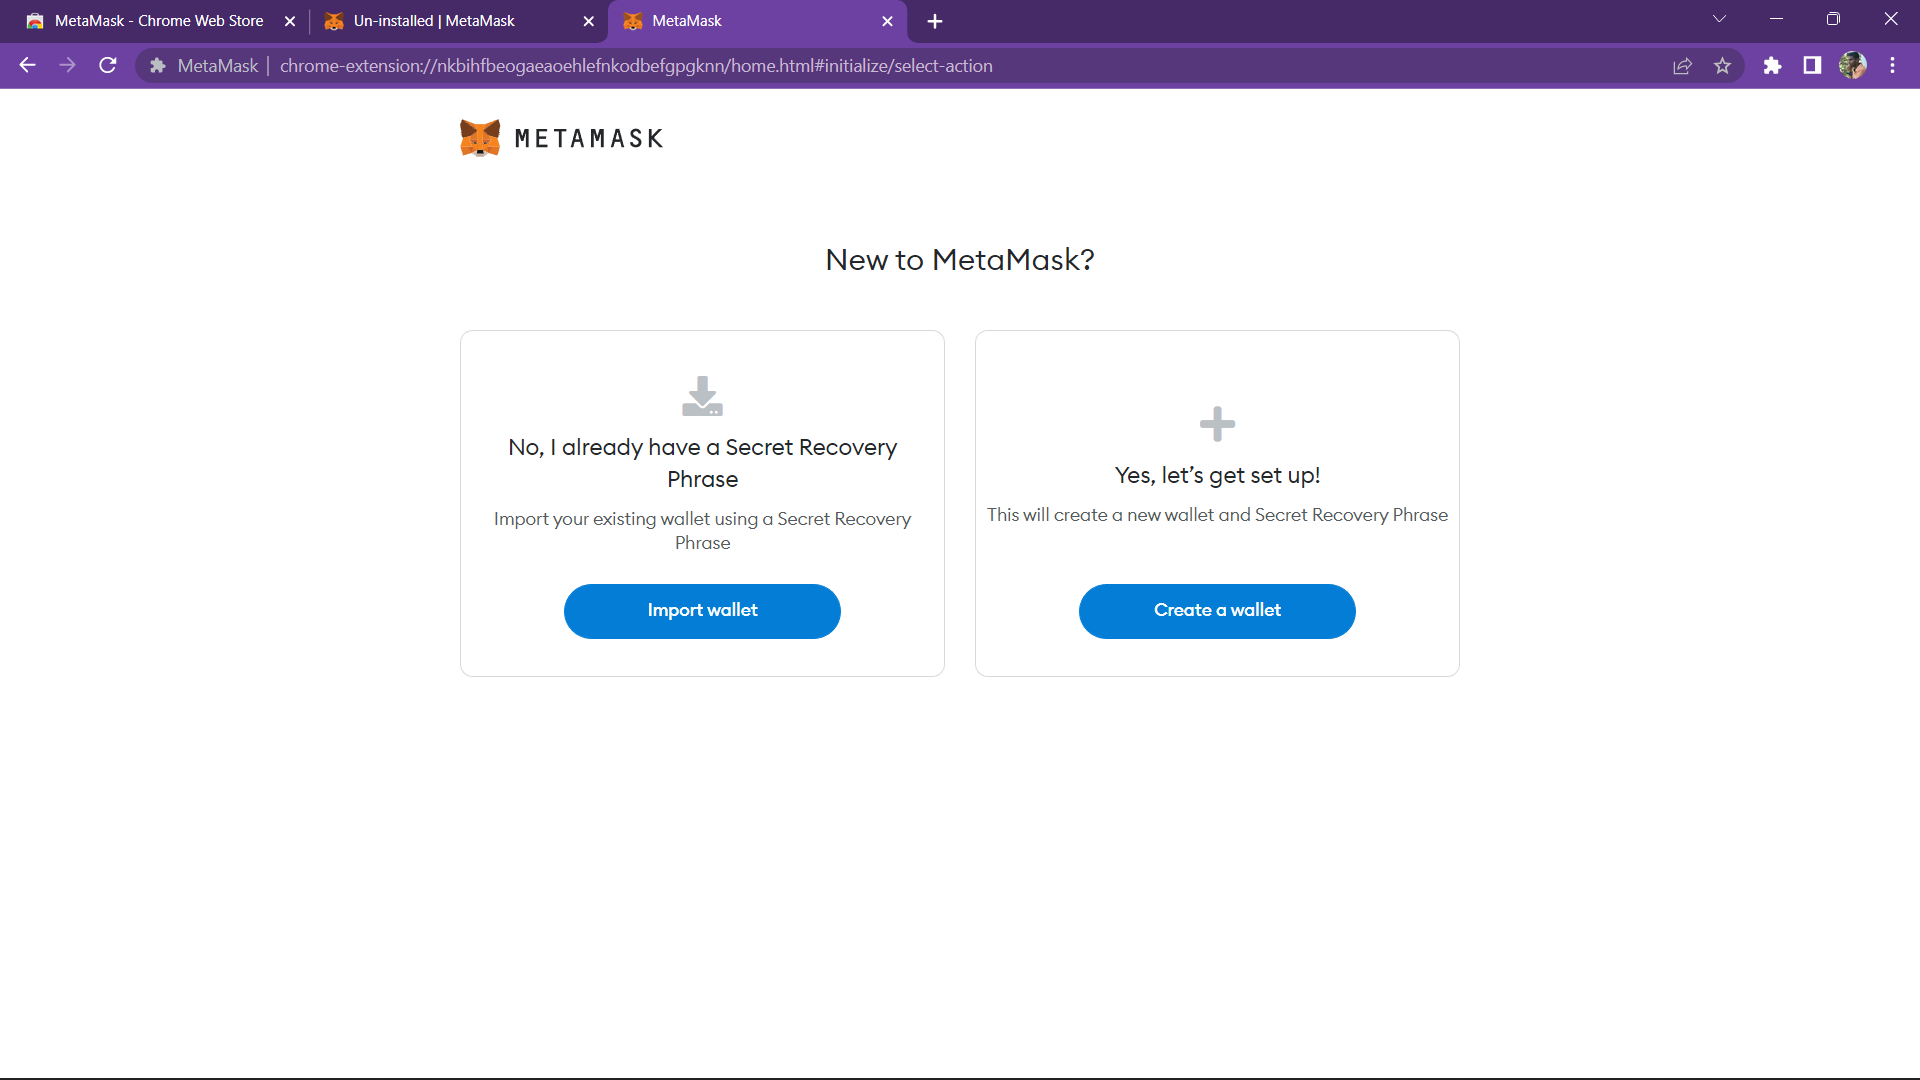 MetaMask - Chrome Web Store
Un-installed | MetaMask
MetaMask
MetaMask | chrome-extension://nkbihfbeogaeaoehlefnkodbefgpgknn/home.html#initialize/select-action
METAMASK
New to MetaMask?
No, I already have a Secret Recovery
Phrase
Import your existing wallet using a Secret Recovery
Phrase
Import wallet
Yes, let’s get set up!
This will create a new wallet and Secret Recovery Phrase
Create a wallet